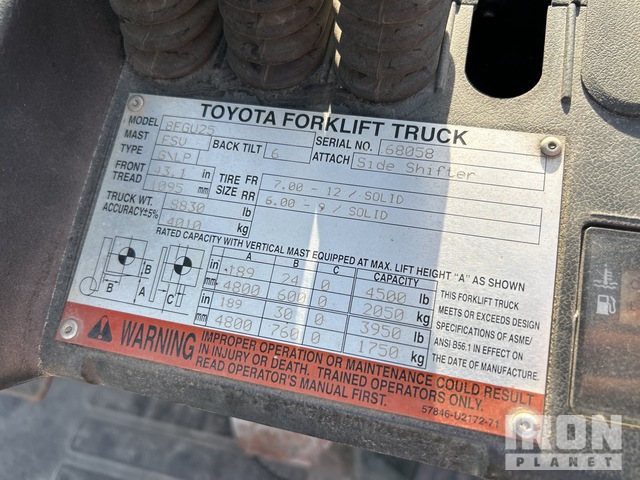 TOYOTA FORKLIFT TRUCK
MODEL 8FGU25 SERIAL NO. 68058
MAST FSV BACK TILT 6 ATTACH Side Shifter
TYPE G\LP
FRONT TREAD 43.1 in 1095 mm TIRE SIZE FR 7.00 - 12 / SOLID RR 6.00 - 9 / SOLID
TRUCK WT. ACCURACY±5% 8830 lb 4010 kg
RATED CAPACITY WITH VERTICAL MAST EQUIPPED AT MAX. LIFT HEIGHT "A" AS SHOWN
A B C CAPACITY
in 189 24 0 4500 lb
mm 4800 600 0 2050 kg
in 189 30 0 3950 lb
mm 4800 760 0 1750 kg
B
A
C
THIS FORKLIFT TRUCK
MEETS OR EXCEEDS DESIGN
SPECIFICATIONS OF ASME/
ANSI B56.1 IN EFFECT ON
THE DATE OF MANUFACTURE.
WARNING
IMPROPER OPERATION OR MAINTENANCE COULD RESULT
IN INJURY OR DEATH. TRAINED OPERATORS ONLY.
READ OPERATOR'S MANUAL FIRST.
57846-U2172-71
IRON
PLANET